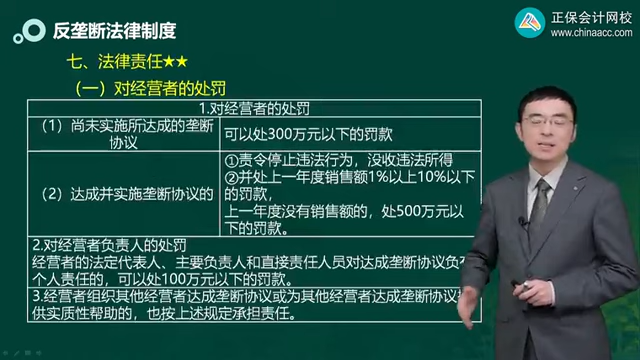 反垄断法律制度
正保会计网校
www.chinaacc.com
七、法律责任★★
（一）对经营者的处罚
1.对经营者的处罚
（1）尚未实施所达成的垄断
协议
可以处300万元以下的罚款
（2）达成并实施垄断协议的
①责令停止违法行为，没收违法所得
②并处上一年度销售额1%以上10%以下
的罚款，
上一年度没有销售额的，处500万元以
下的罚款。
2.对经营者负责人的处罚
经营者的法定代表人、主要负责人和直接责任人员对达成垄断协议负
个人责任的，可以处100万元以下的罚款。
3.经营者组织其他经营者达成垄断协议或为其他经营者达成垄断协议
供实质性帮助的，也按上述规定承担责任。